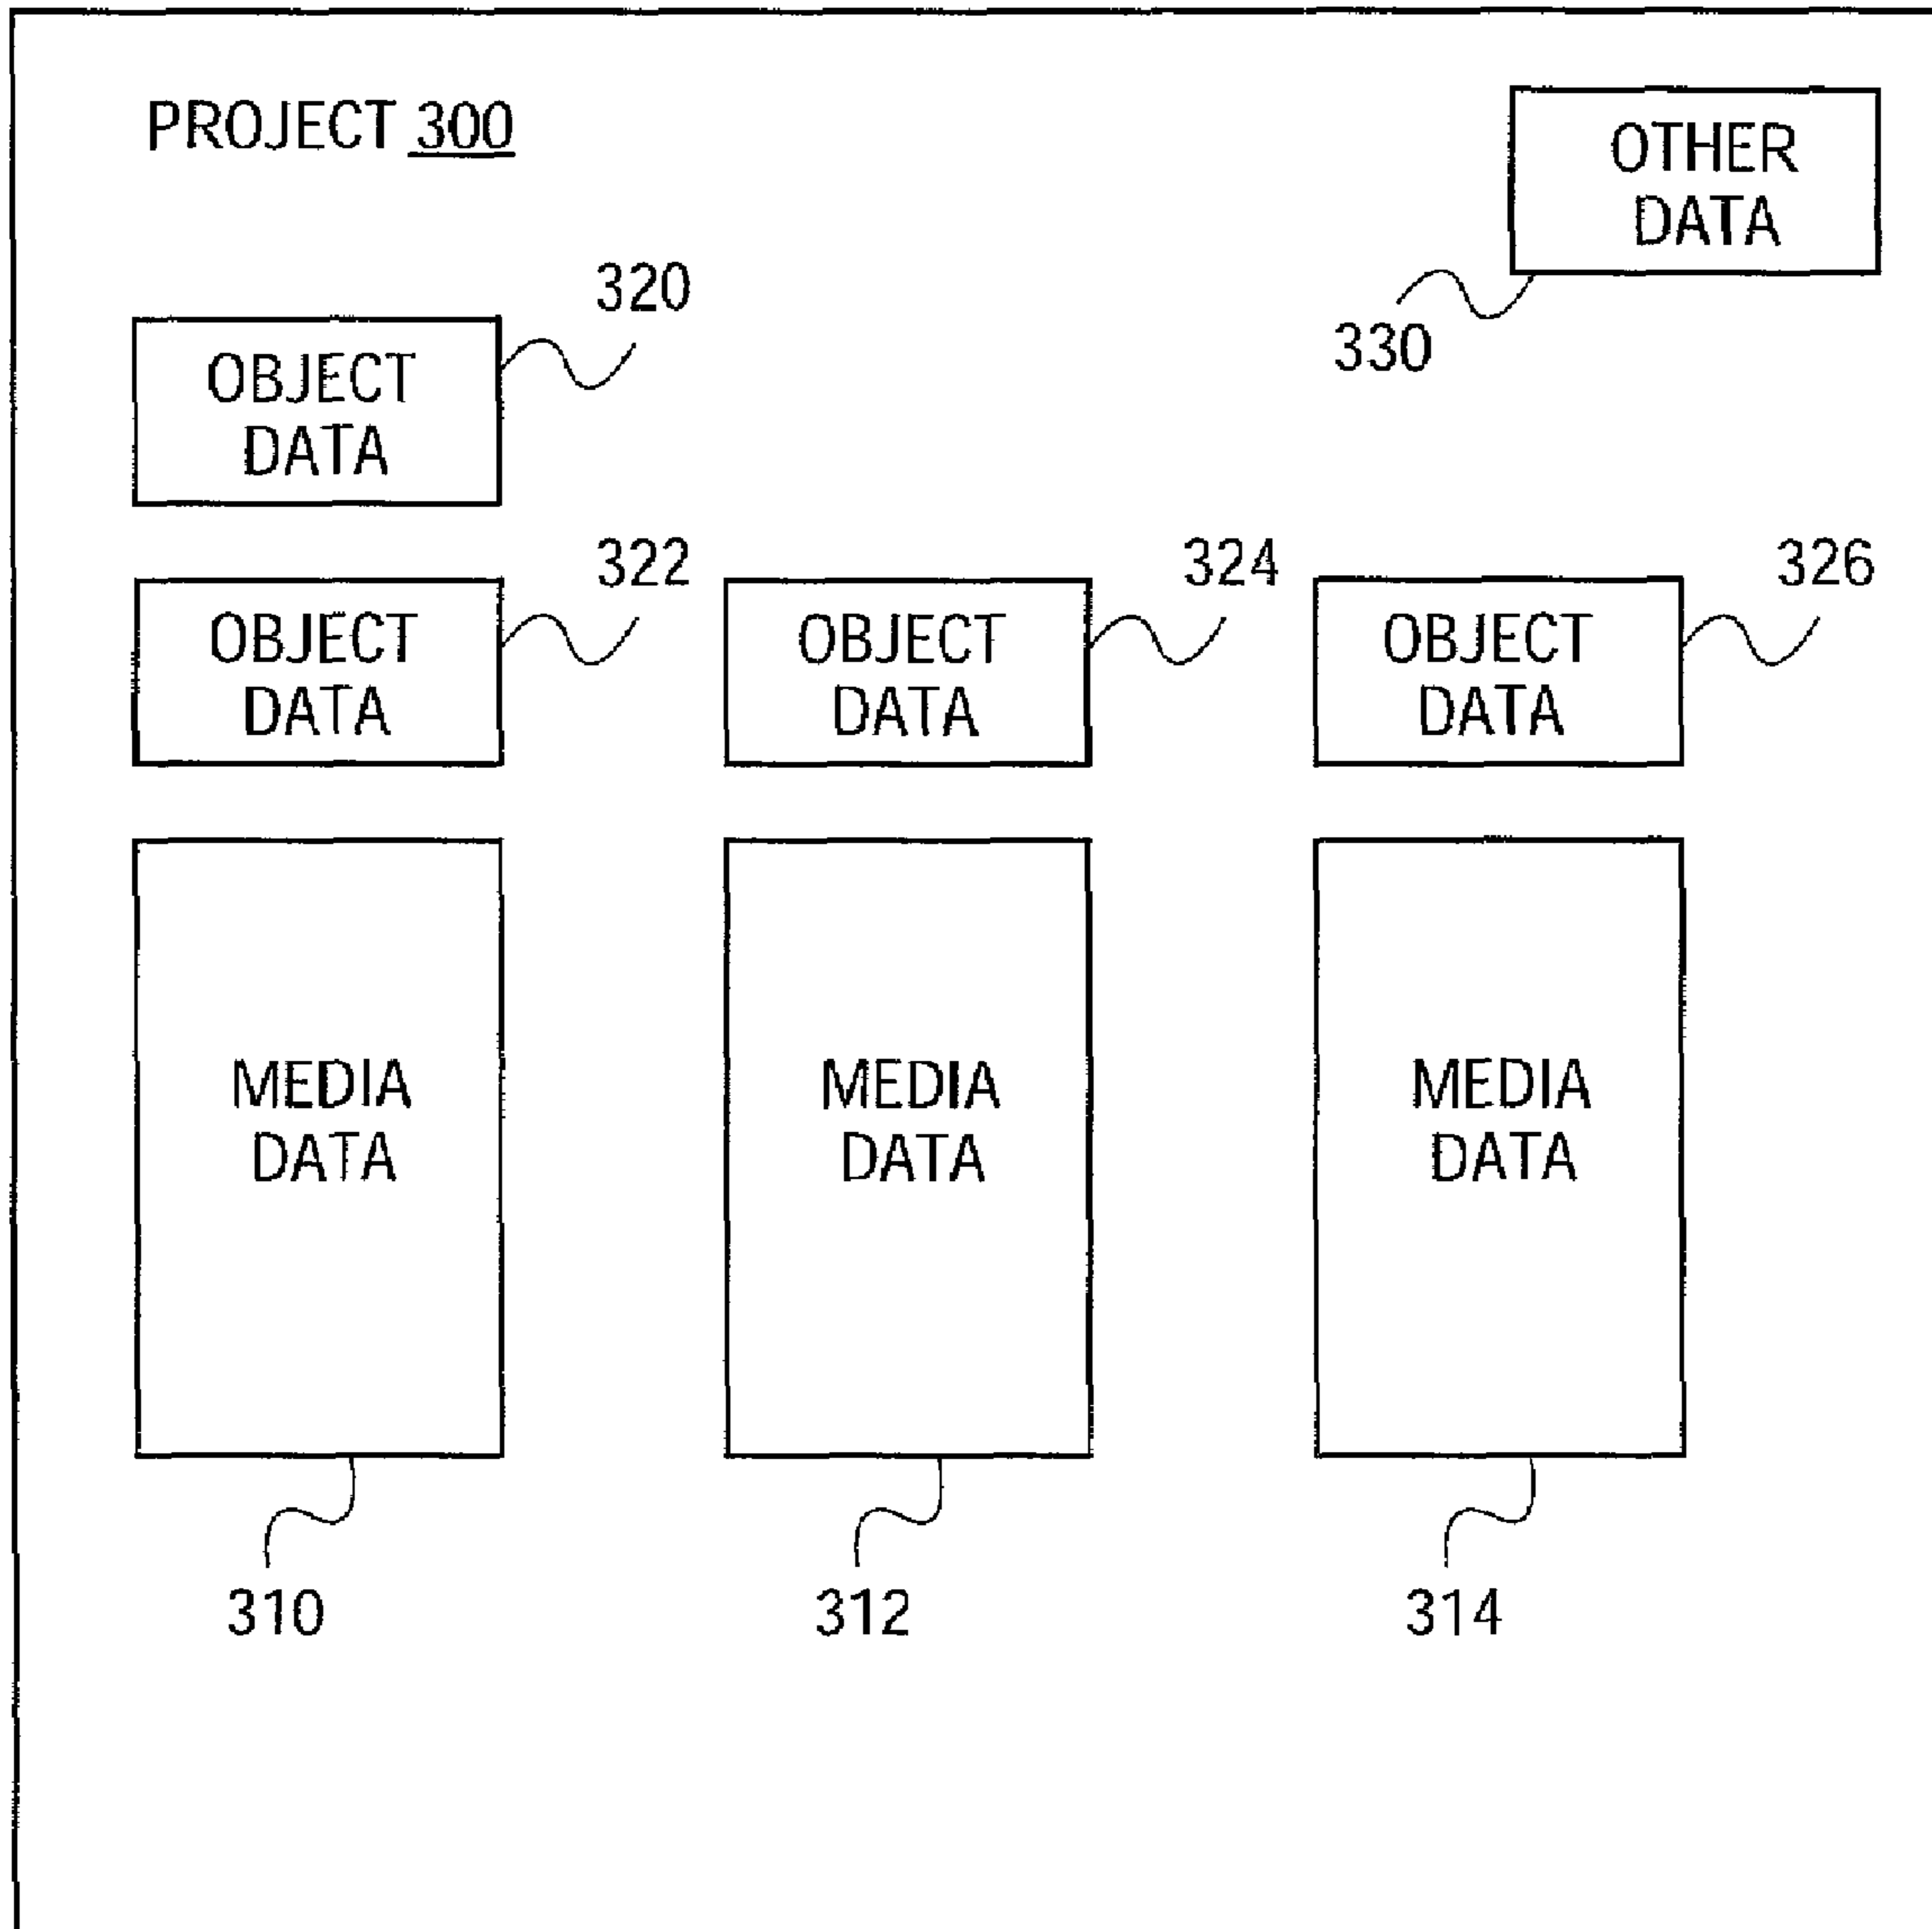 PROJECT 300
OTHER
DATA
330
320
OBJECT
DATA
322
OBJECT
DATA
324
OBJECT
DATA
326
OBJECT
DATA
MEDIA
DATA
MEDIA
DATA
MEDIA
DATA
310
312
314